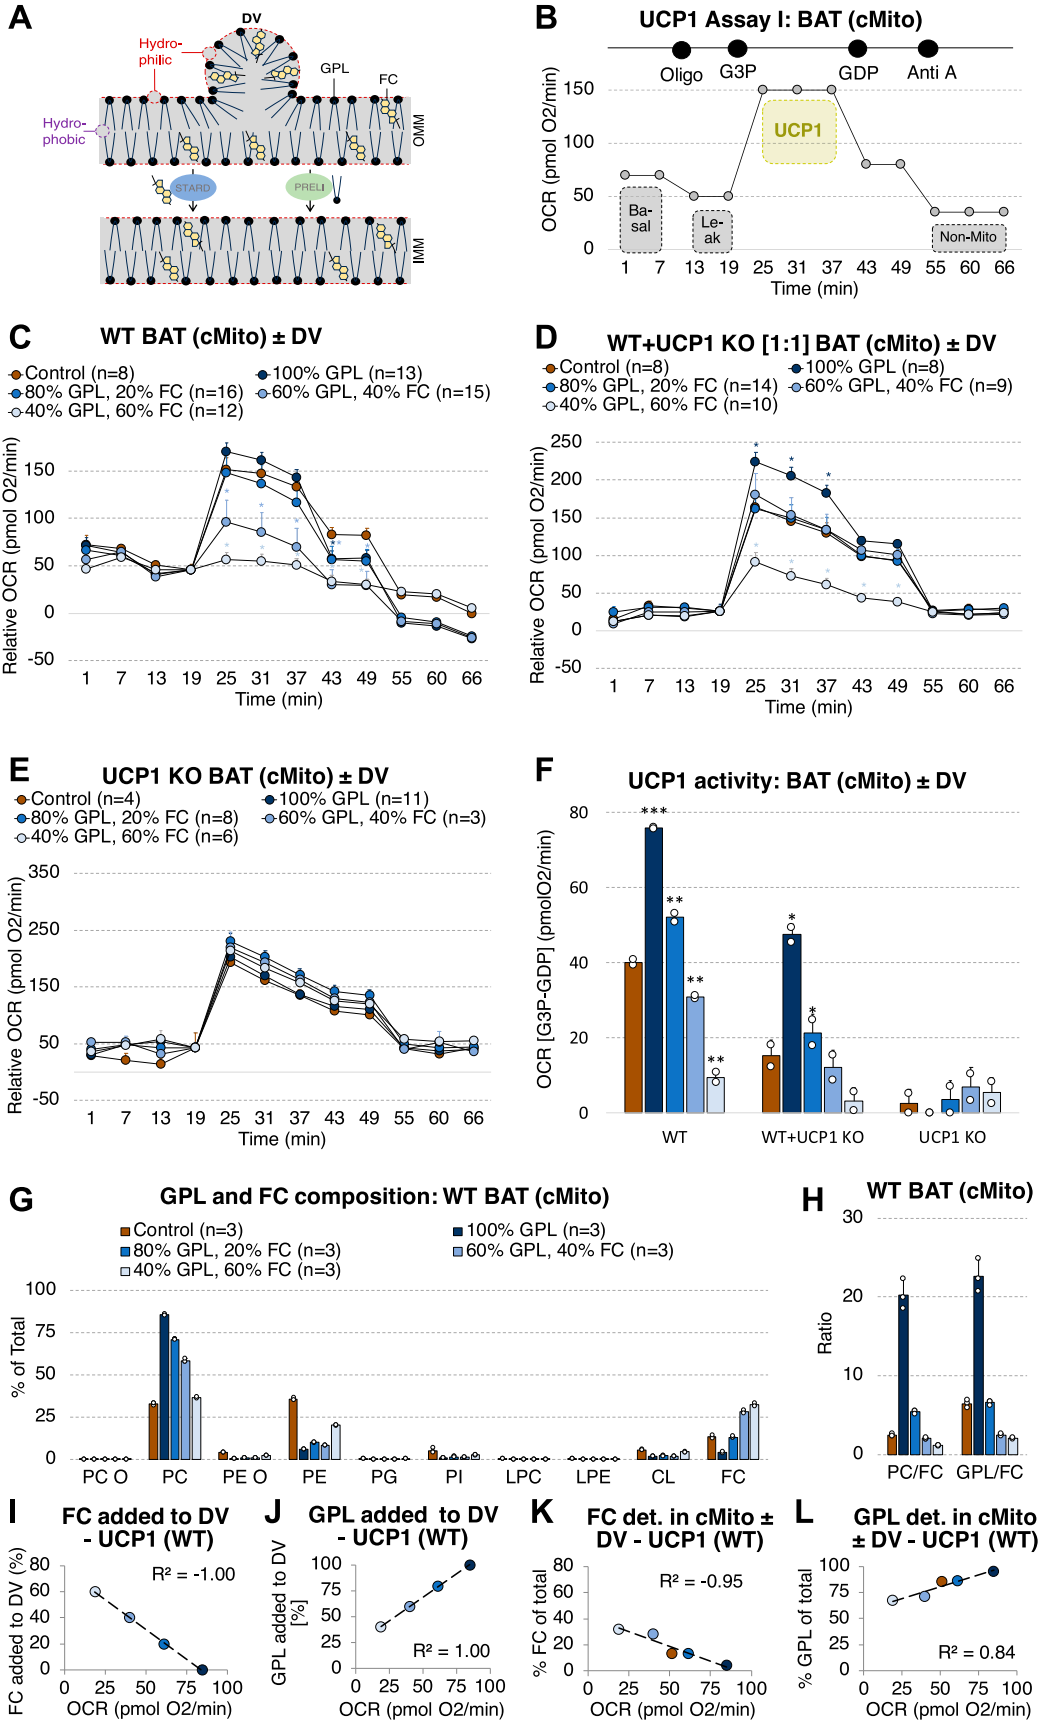 A
DV
Hydro-
philic
GPL
FC
Hydro-
phobic
OMM
STARD
PRELI
IMM
B
UCP1 Assay I: BAT (cMito)
Oligo
G3P
GDP
Anti A
OCR (pmol O2/min)
150
100
50
0
UCP1
Ba-
sal
Le-
ak
Non-Mito
1 7 13 19 25 31 37 43 49 55 60 66
Time (min)
C
WT BAT (cMito) ± DV
Control (n=8)
100% GPL (n=13)
80% GPL, 20% FC (n=16)
60% GPL, 40% FC (n=15)
40% GPL, 60% FC (n=12)
Relative OCR (pmol O2/min)
150
100
50
0
-50
* * * * ** * *
* * *
1 7 13 19 25 31 37 43 49 55 60 66
Time (min)
D
WT+UCP1 KO [1:1] BAT (cMito) ± DV
Control (n=8)
100% GPL (n=8)
80% GPL, 20% FC (n=14)
60% GPL, 40% FC (n=9)
40% GPL, 60% FC (n=10)
Relative OCR (pmol O2/min)
250
200
150
100
50
0
-50
* * *
* * * * *
1 7 13 19 25 31 37 43 49 55 60 66
Time (min)
E
UCP1 KO BAT (cMito) ± DV
Control (n=4)
100% GPL (n=11)
80% GPL, 20% FC (n=8)
60% GPL, 40% FC (n=3)
40% GPL, 60% FC (n=6)
Relative OCR (pmol O2/min)
350
250
150
50
-50
*
1 7 13 19 25 31 37 43 49 55 60 66
Time (min)
F
UCP1 activity: BAT (cMito) ± DV
OCR [G3P-GDP] (pmolO2/min)
80
60
40
20
0
*** ** ** **
* *
WT
WT+UCP1 KO
UCP1 KO
G
GPL and FC composition: WT BAT (cMito)
Control (n=3)
100% GPL (n=3)
80% GPL, 20% FC (n=3)
60% GPL, 40% FC (n=3)
40% GPL, 60% FC (n=3)
% of Total
100
75
50
25
0
PC O PC PE O PE PG PI LPC LPE CL FC
H
WT BAT (cMito)
Ratio
30
20
10
0
PC/FC GPL/FC
I
FC added to DV
- UCP1 (WT)
FC added to DV (%)
80
60
40
20
0
R² = -1.00
0 25 50 75 100
OCR (pmol O2/min)
J
GPL added to DV
- UCP1 (WT)
GPL added to DV
[%]
100
75
50
25
0
R² = 1.00
0 25 50 75 100
OCR (pmol O2/min)
K
FC det. in cMito ±
DV - UCP1 (WT)
% FC of total
80
60
40
20
0
R² = -0.95
0 25 50 75 100
OCR (pmol O2/min)
L
GPL det. in cMito
± DV - UCP1 (WT)
% GPL of total
100
75
50
25
0
R² = 0.84
0 25 50 75 100
OCR (pmol O2/min)